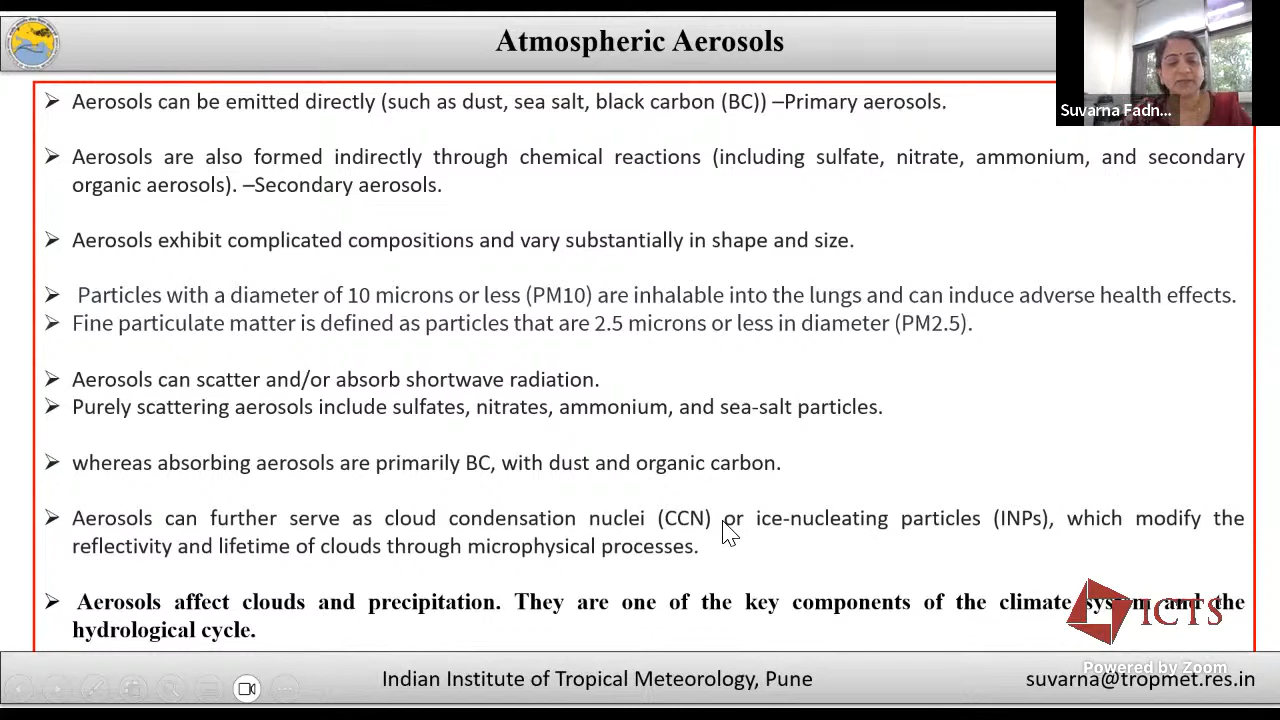 Atmospheric Aerosols
Suvarna Fadn...
➤ Aerosols can be emitted directly (such as dust, sea salt, black carbon (BC)) –Primary aerosols.
➤ Aerosols are also formed indirectly through chemical reactions (including sulfate, nitrate, ammonium, and secondary
organic aerosols). –Secondary aerosols.
➤ Aerosols exhibit complicated compositions and vary substantially in shape and size.
➤ Particles with a diameter of 10 microns or less (PM10) are inhalable into the lungs and can induce adverse health effects.
➤ Fine particulate matter is defined as particles that are 2.5 microns or less in diameter (PM2.5).
➤ Aerosols can scatter and/or absorb shortwave radiation.
➤ Purely scattering aerosols include sulfates, nitrates, ammonium, and sea-salt particles.
➤ whereas absorbing aerosols are primarily BC, with dust and organic carbon.
➤ Aerosols can further serve as cloud condensation nuclei (CCN) or ice-nucleating particles (INPs), which modify the
reflectivity and lifetime of clouds through microphysical processes.
➤ Aerosols affect clouds and precipitation. They are one of the key components of the climate system and the
hydrological cycle.
ICTS
Powered by Zoom
Indian Institute of Tropical Meteorology, Pune
suvarna@tropmet.res.in